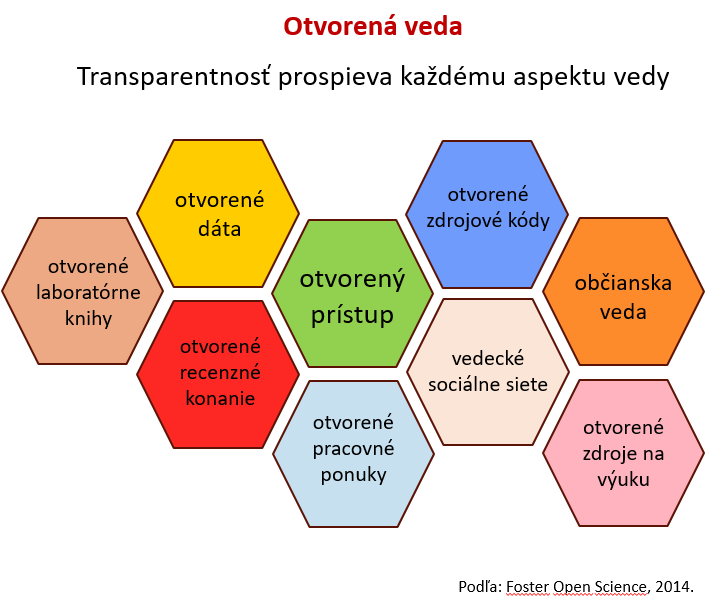 Otvorená veda
Transparentnosť prospieva každému aspektu vedy
otvorené
laboratórne
knihy
otvorené
dáta
otvorené
recenzné
konanie
otvorený
prístup
otvorené
pracovné
ponuky
otvorené
zdrojové kódy
vedecké
sociálne siete
občianska
veda
otvorené
zdroje na
výuku
Podľa: Foster Open Science, 2014.